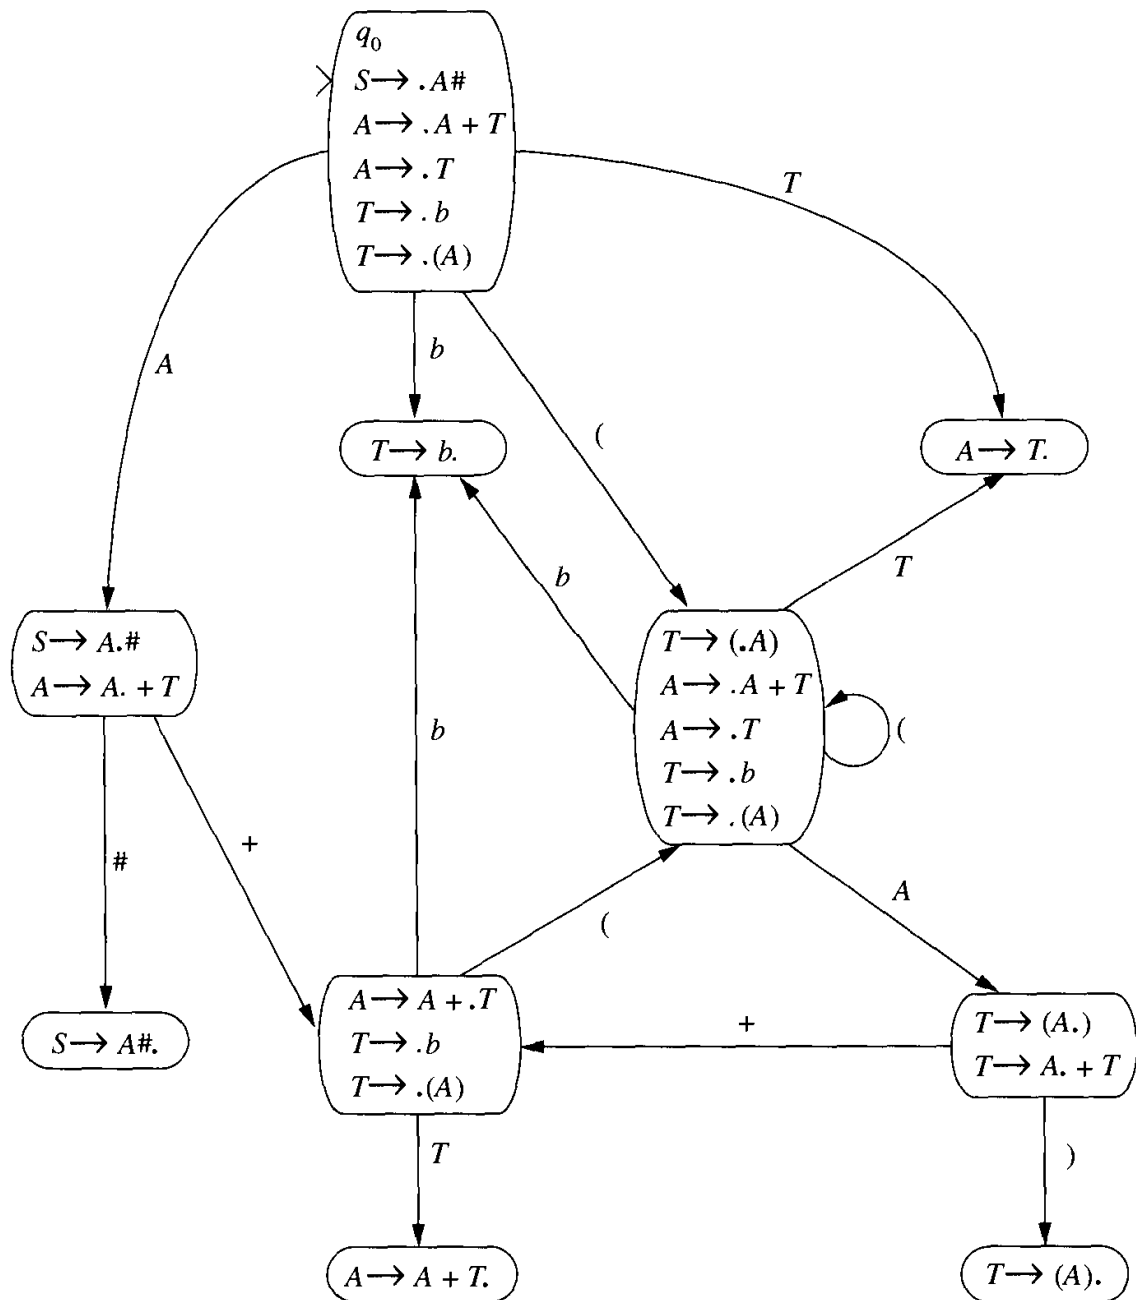 q0
S→ .A#
A→ .A + T
A→ .T
T→ .b
T→ .(A)
T
A
b
(
T→ b.
A→ T.
b
T
S→ A.#
A→ A. + T
T→ (.A)
A→ .A + T
A→ .T
T→ .b
T→ .(A)
(
b
+
#
A
(
A→ A + .T
T→ .b
T→ .(A)
+
T→ (A.)
T→ A. + T
S→ A#.
T
)
A→ A + T.
T→ (A).